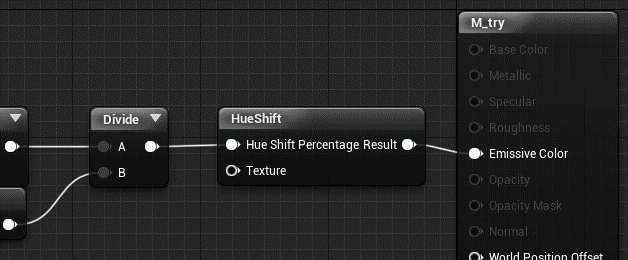 M_try
Base Color
Metallic
Specular
Roughness
Emissive Color
Opacity
Opacity Mask
Normal
World Position Offset
Divide
A
B
HueShift
Hue Shift Percentage Result
Texture